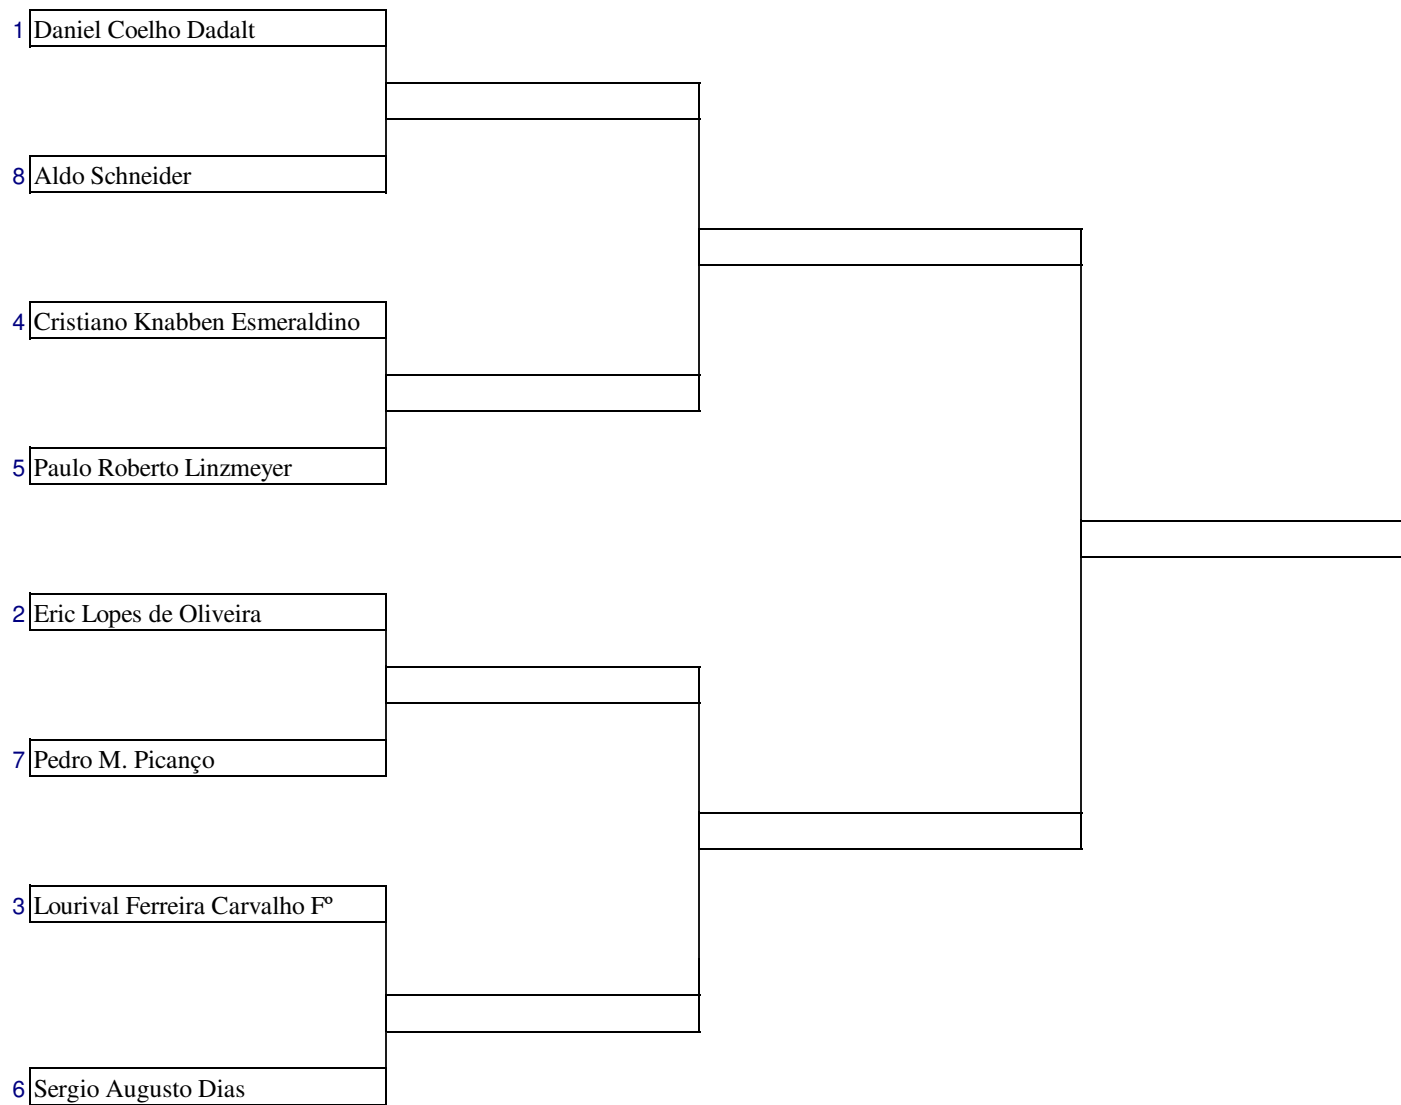 1 Daniel Coelho Dadalt
8 Aldo Schneider
4 Cristiano Knabben Esmeraldino
5 Paulo Roberto Linzmeyer
2 Eric Lopes de Oliveira
7 Pedro M. Picanço
3 Lourival Ferreira Carvalho Fº
6 Sergio Augusto Dias